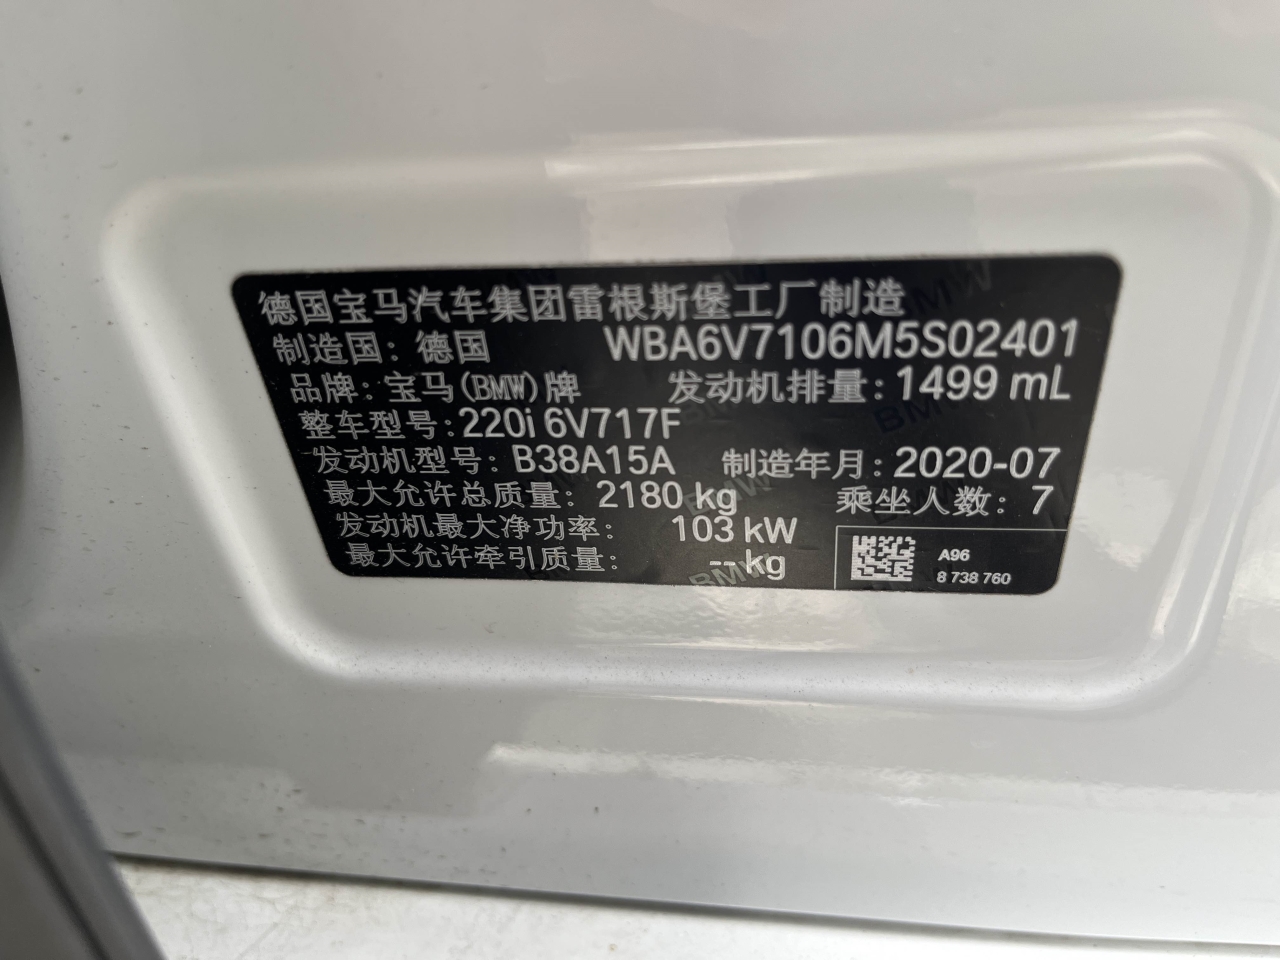 德国宝马汽车集团雷根斯堡工厂制造
制造国：德国 WBA6V7106M5S02401
品牌：宝马(BMW)牌 发动机排量：1499 mL
整车型号：220i 6V717F
发动机型号：B38A15A 制造年月：2020-07
最大允许总质量：2180 kg 乘坐人数：7
发动机最大净功率：103 kW
最大允许牵引质量：--kg
A96
8 738 760